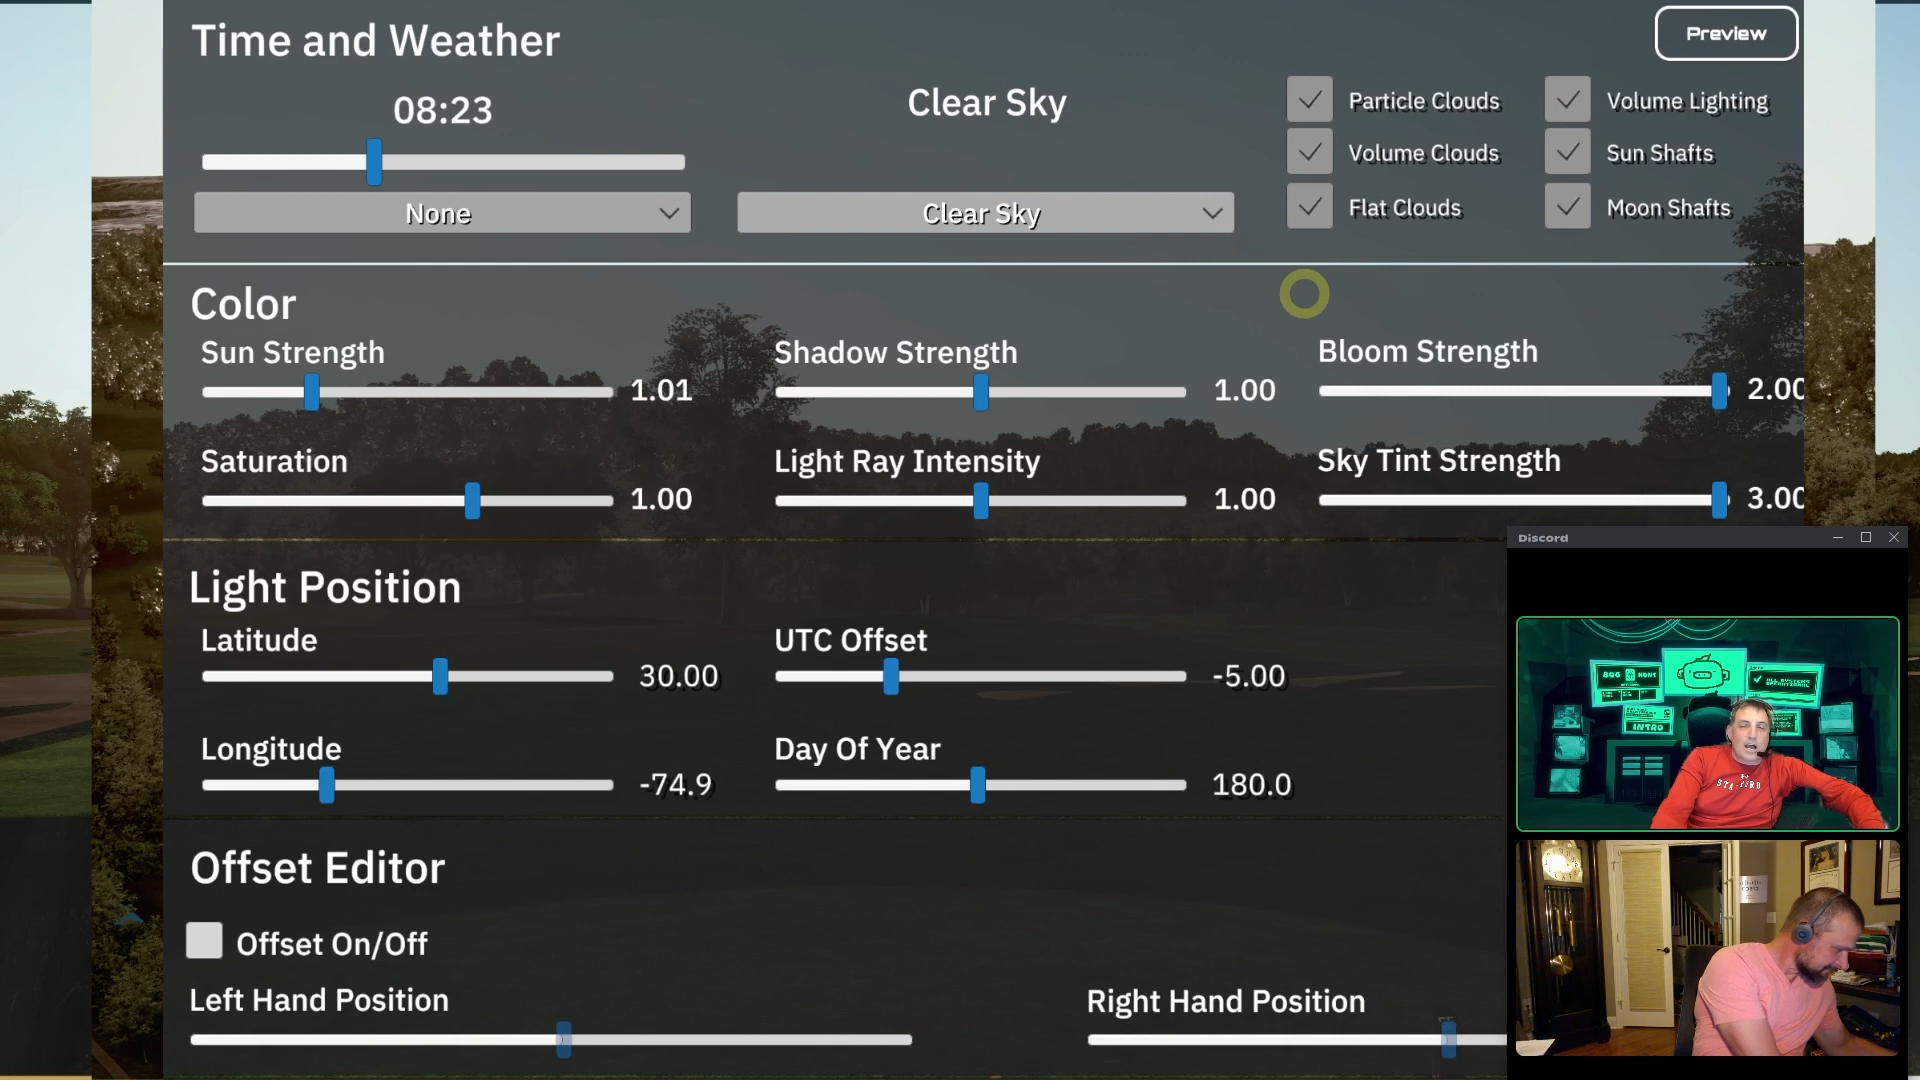 Time and Weather
Preview
08:23
Clear Sky
Particle Clouds
Volume Lighting
Volume Clouds
Sun Shafts
None
Clear Sky
Flat Clouds
Moon Shafts
Color
Sun Strength
Shadow Strength
Bloom Strength
1.01
1.00
2.00
Saturation
Light Ray Intensity
Sky Tint Strength
1.00
1.00
3.00
Discord
Light Position
Latitude
UTC Offset
30.00
-5.00
Longitude
Day Of Year
-74.9
180.0
INTRO
Offset Editor
Offset On/Off
Left Hand Position
Right Hand Position